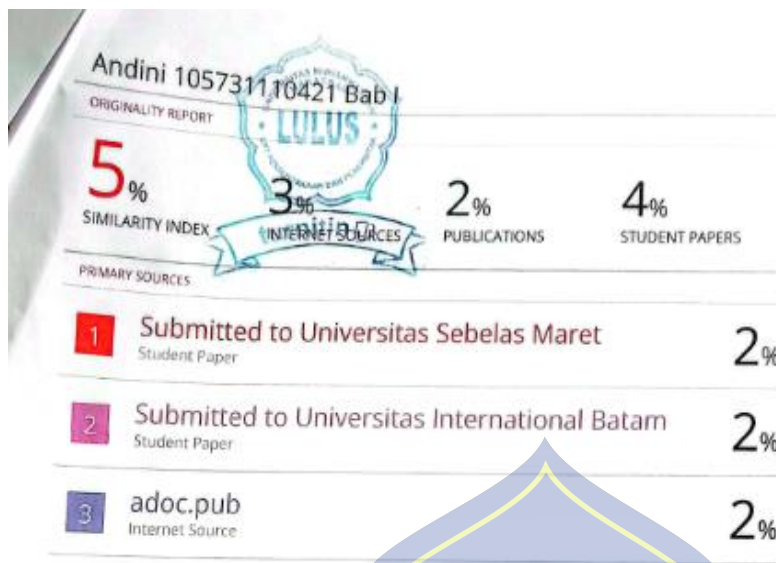 Andini 105731110421 Bab I
ORIGINALITY REPORT
LULUS
5%
SIMILARITY INDEX
3%
INTERNET SOURCES
2%
PUBLICATIONS
4%
STUDENT PAPERS
turnitin
PRIMARY SOURCES
1
Submitted to Universitas Sebelas Maret
Student Paper
2%
2
Submitted to Universitas International Batam
Student Paper
2%
3
adoc.pub
Internet Source
2%